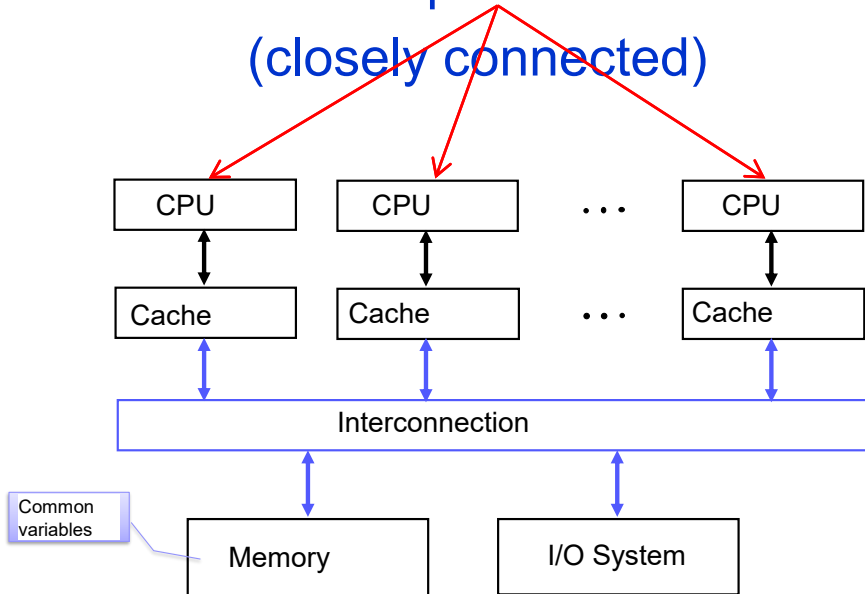 (closely connected)
CPU
CPU
...
CPU
Cache
Cache
...
Cache
Interconnection
Common
variables
Memory
I/O System